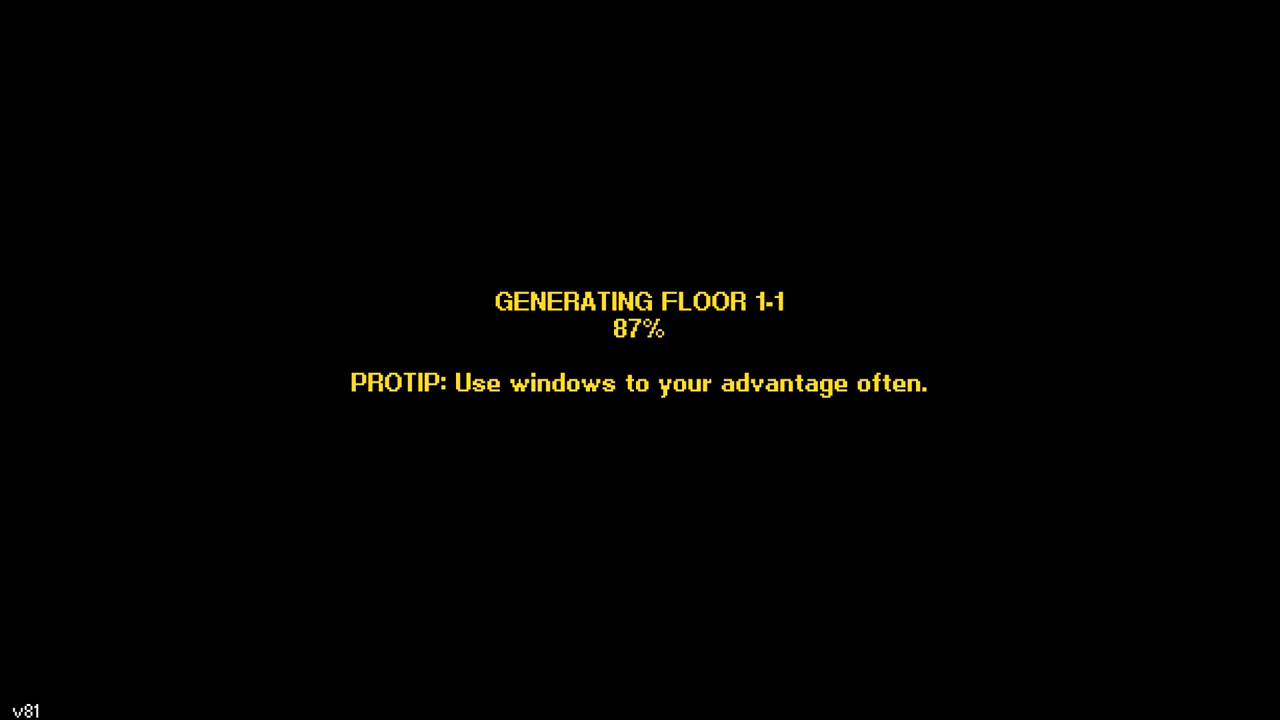 GENERATING FLOOR 1-1
87%
PROTIP: Use windows to your advantage often.
v81